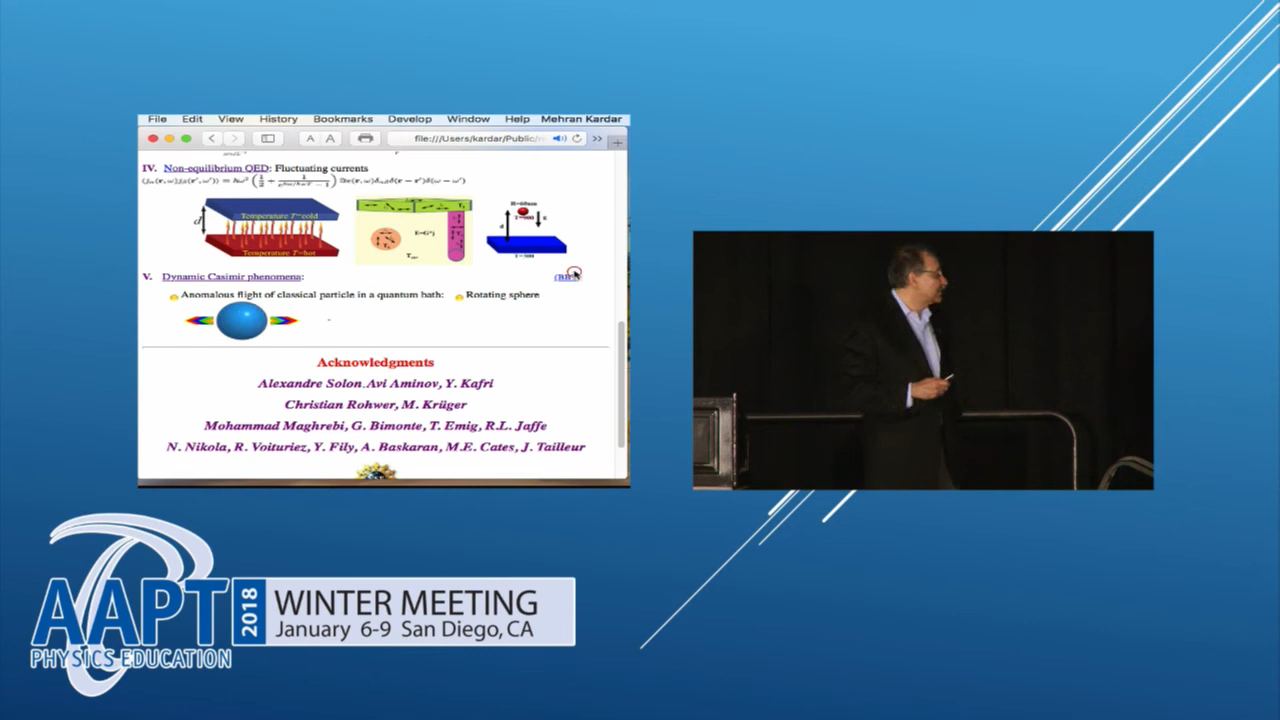 File Edit View History Bookmarks Develop Window Help Mehran Kardar
A A file:///Users/kardar/Public/ >> +
IV. Non-equilibrium QED: Fluctuating currents
d Temperature T=cold
Temperature T=hot
H=60nm
d
E
V. Dynamic Casimir phenomena:
Anomalous flight of classical particle in a quantum bath: Rotating sphere
Acknowledgments
Alexandre Solon, Avi Aminov, Y. Kafri
Christian Rohwer, M. Krüger
Mohammad Maghrebi, G. Bimonte, T. Emig, R.L. Jaffe
N. Nikola, R. Voituriez, Y. Fily, A. Baskaran, M.E. Cates, J. Tailleur
AAPT
PHYSICS EDUCATION
2018
WINTER MEETING
January 6-9 San Diego, CA